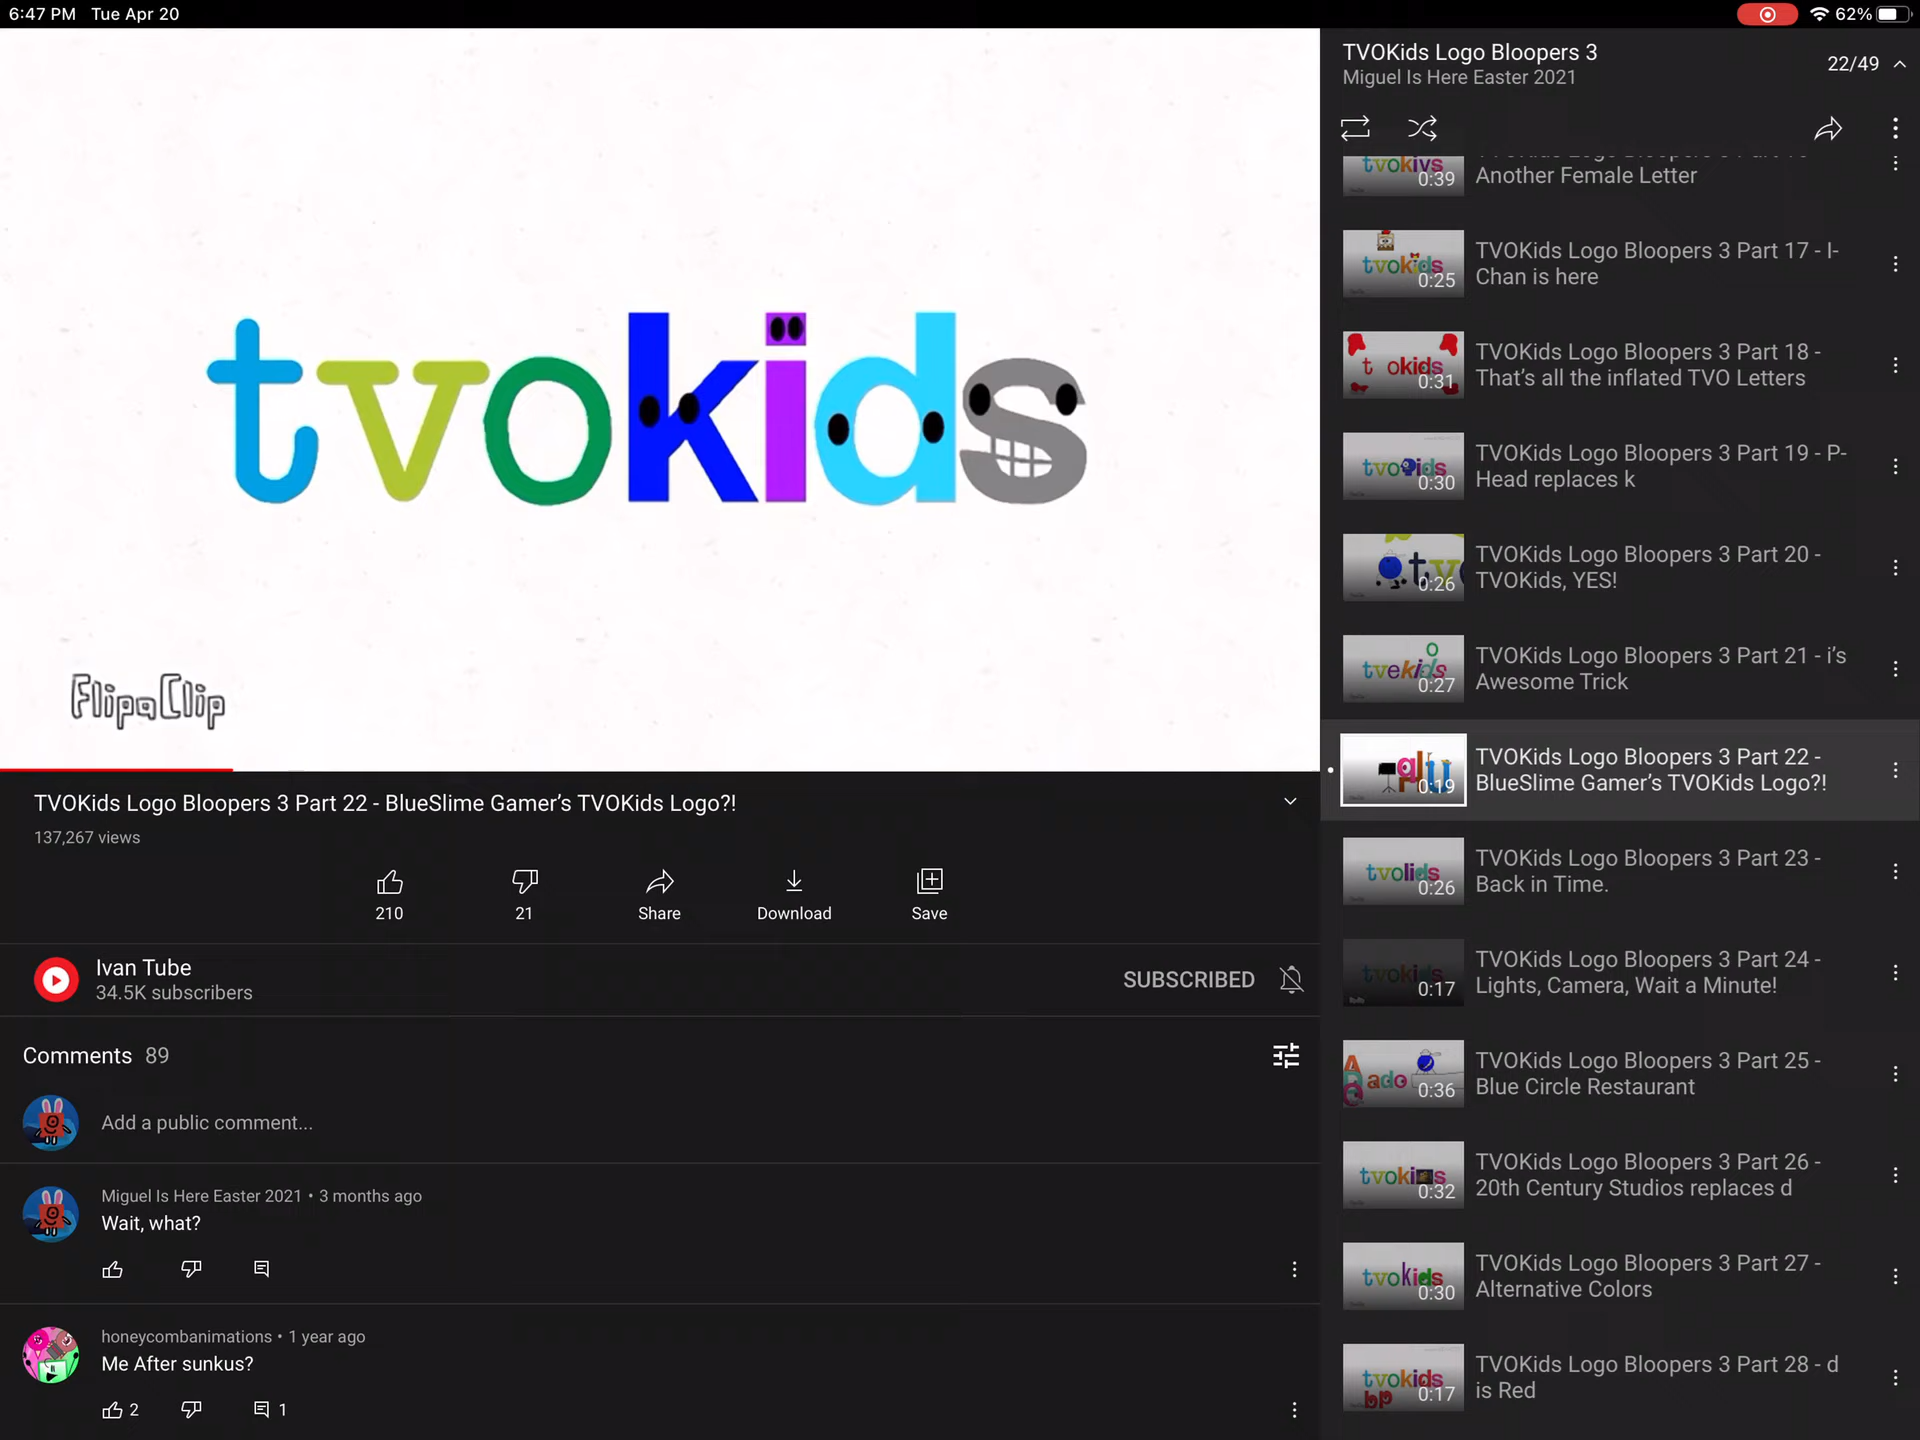 6:47 PM Tue Apr 20
62%
tvokids
FlipaClip
TVOKids Logo Bloopers 3 Part 22 - BlueSlime Gamer’s TVOKids Logo?!
137,267 views
210
21
Share
Download
Save
Ivan Tube
34.5K subscribers
SUBSCRIBED
Comments 89
Add a public comment...
Miguel Is Here Easter 2021 • 3 months ago
Wait, what?
honeycombanimations • 1 year ago
Me After sunkus?
2
1
TVOKids Logo Bloopers 3
Miguel Is Here Easter 2021
22/49
tvokivs
0:39
Another Female Letter
tvokids
0:25
TVOKids Logo Bloopers 3 Part 17 - I-
Chan is here
t okids
0:31
TVOKids Logo Bloopers 3 Part 18 -
That’s all the inflated TVO Letters
0:30
TVOKids Logo Bloopers 3 Part 19 - P-
Head replaces k
0:26
TVOKids Logo Bloopers 3 Part 20 -
TVOKids, YES!
tvekids
0:27
TVOKids Logo Bloopers 3 Part 21 - i’s
Awesome Trick
0:19
TVOKids Logo Bloopers 3 Part 22 -
BlueSlime Gamer’s TVOKids Logo?!
tvolids
0:26
TVOKids Logo Bloopers 3 Part 23 -
Back in Time.
tvokids
0:17
TVOKids Logo Bloopers 3 Part 24 -
Lights, Camera, Wait a Minute!
ado
0:36
TVOKids Logo Bloopers 3 Part 25 -
Blue Circle Restaurant
0:32
TVOKids Logo Bloopers 3 Part 26 -
20th Century Studios replaces d
tvokids
0:30
TVOKids Logo Bloopers 3 Part 27 -
Alternative Colors
tvokids
bp
0:17
TVOKids Logo Bloopers 3 Part 28 - d
is Red